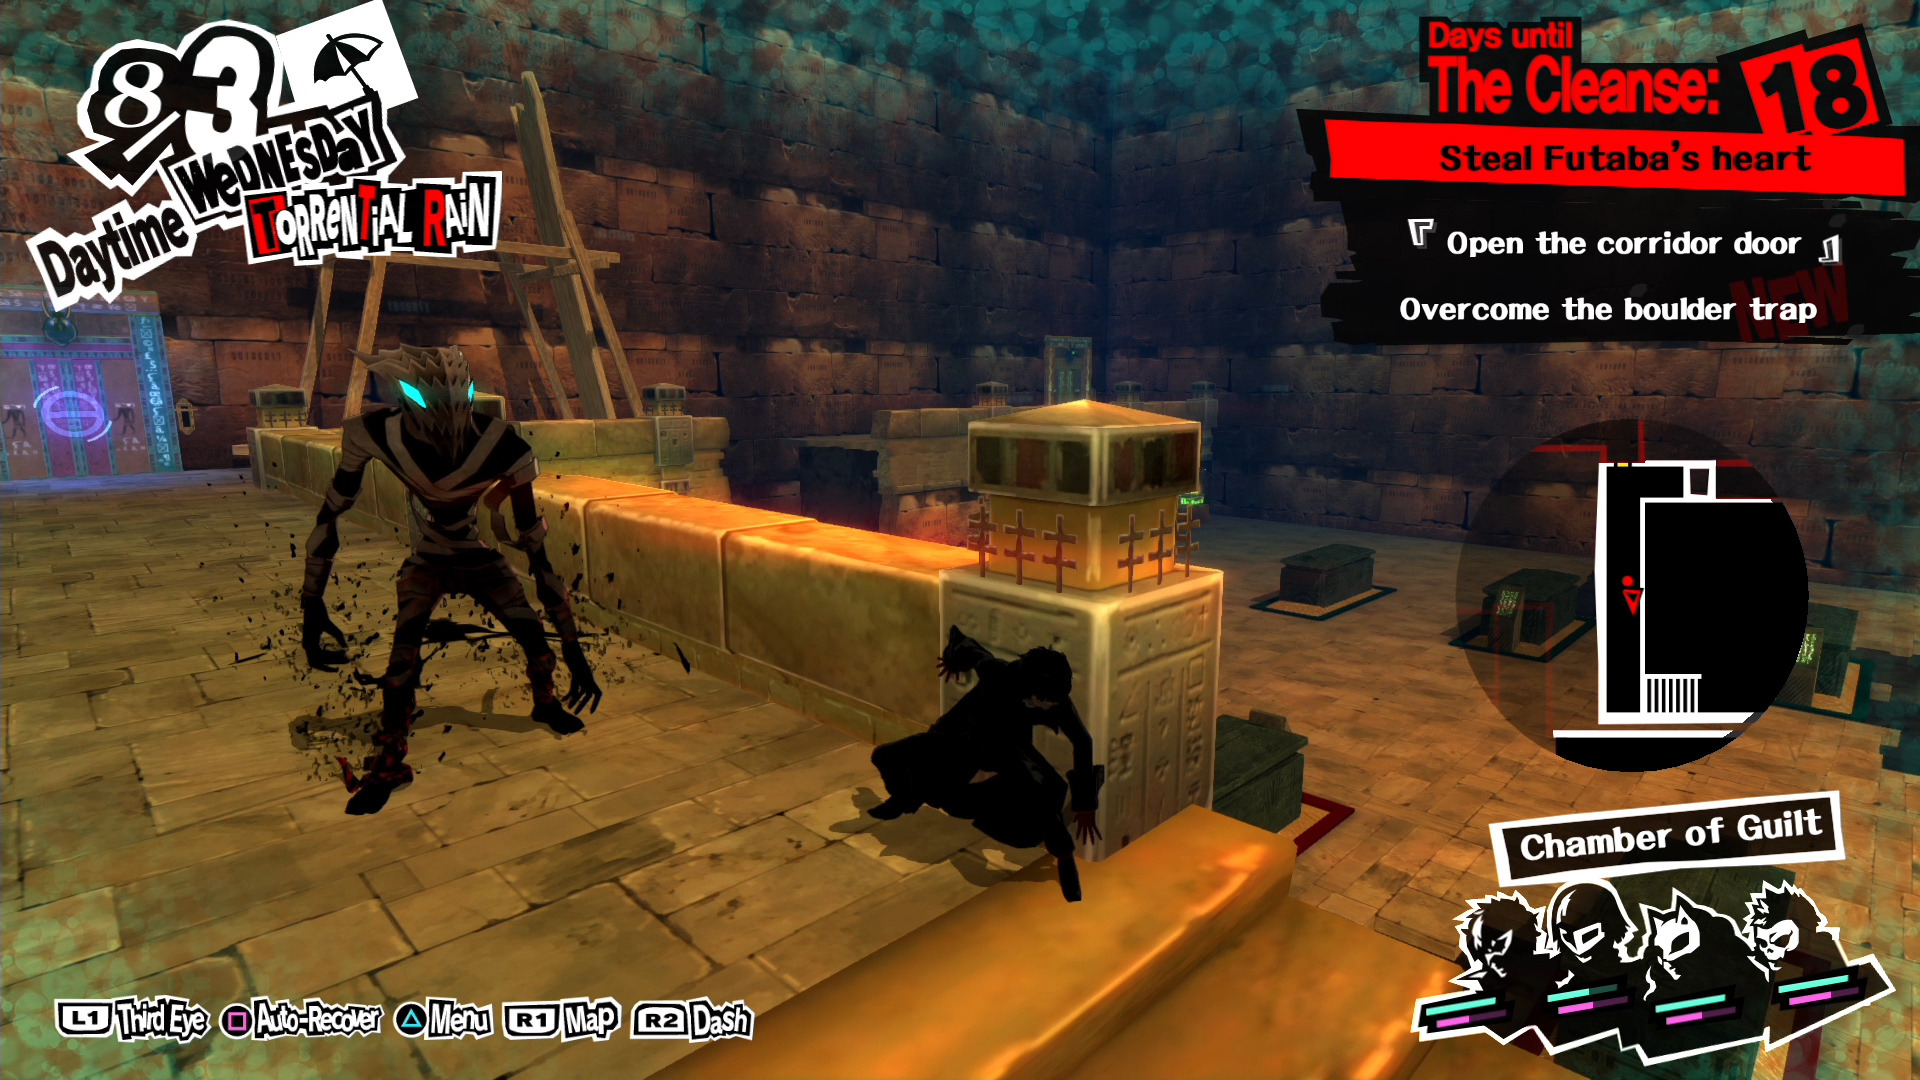 8 3
WeDNESDaY
Daytime
ToRRenTiAL RAiN
Days until
The Cleanse: 18
Steal Futaba's heart
『 Open the corridor door 』
NEW
Overcome the boulder trap
Chamber of Guilt
L1 Third Eye Auto-Recover Menu R1 Map R2 Dash